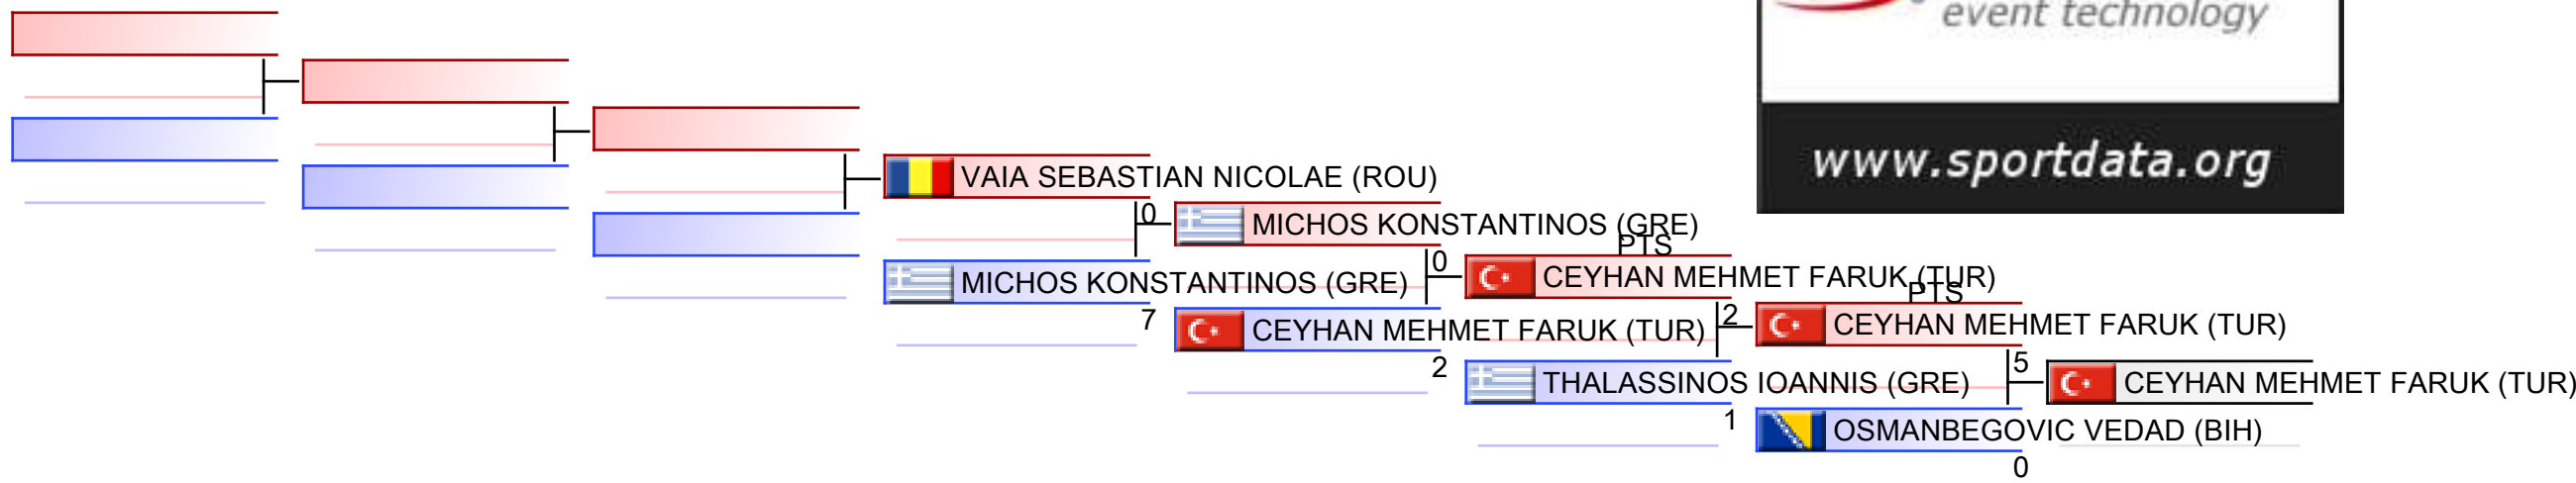 event technology
www.sportdata.org
VAIA SEBASTIAN NICOLAE (ROU)
0
MICHOS KONSTANTINOS (GRE)
PTS
MICHOS KONSTANTINOS (GRE)
7
0
CEYHAN MEHMET FARUK (TUR)
PTS
CEYHAN MEHMET FARUK (TUR)
2
2
CEYHAN MEHMET FARUK (TUR)
THALASSINOS IOANNIS (GRE)
1
5
CEYHAN MEHMET FARUK (TUR)
OSMANBEGOVIC VEDAD (BIH)
0